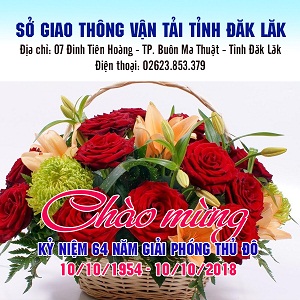 SỞ GIAO THÔNG VẬN TẢI TỈNH ĐĂK LĂK
Địa chỉ: 07 Đinh Tiên Hoàng - TP. Buôn Ma Thuột - Tỉnh Đăk Lăk
Điện thoại: 02623.853.379
Chào mừng
KỶ NIỆM 64 NĂM GIẢI PHÓNG THỦ ĐÔ
10/10/1954 - 10/10/2018